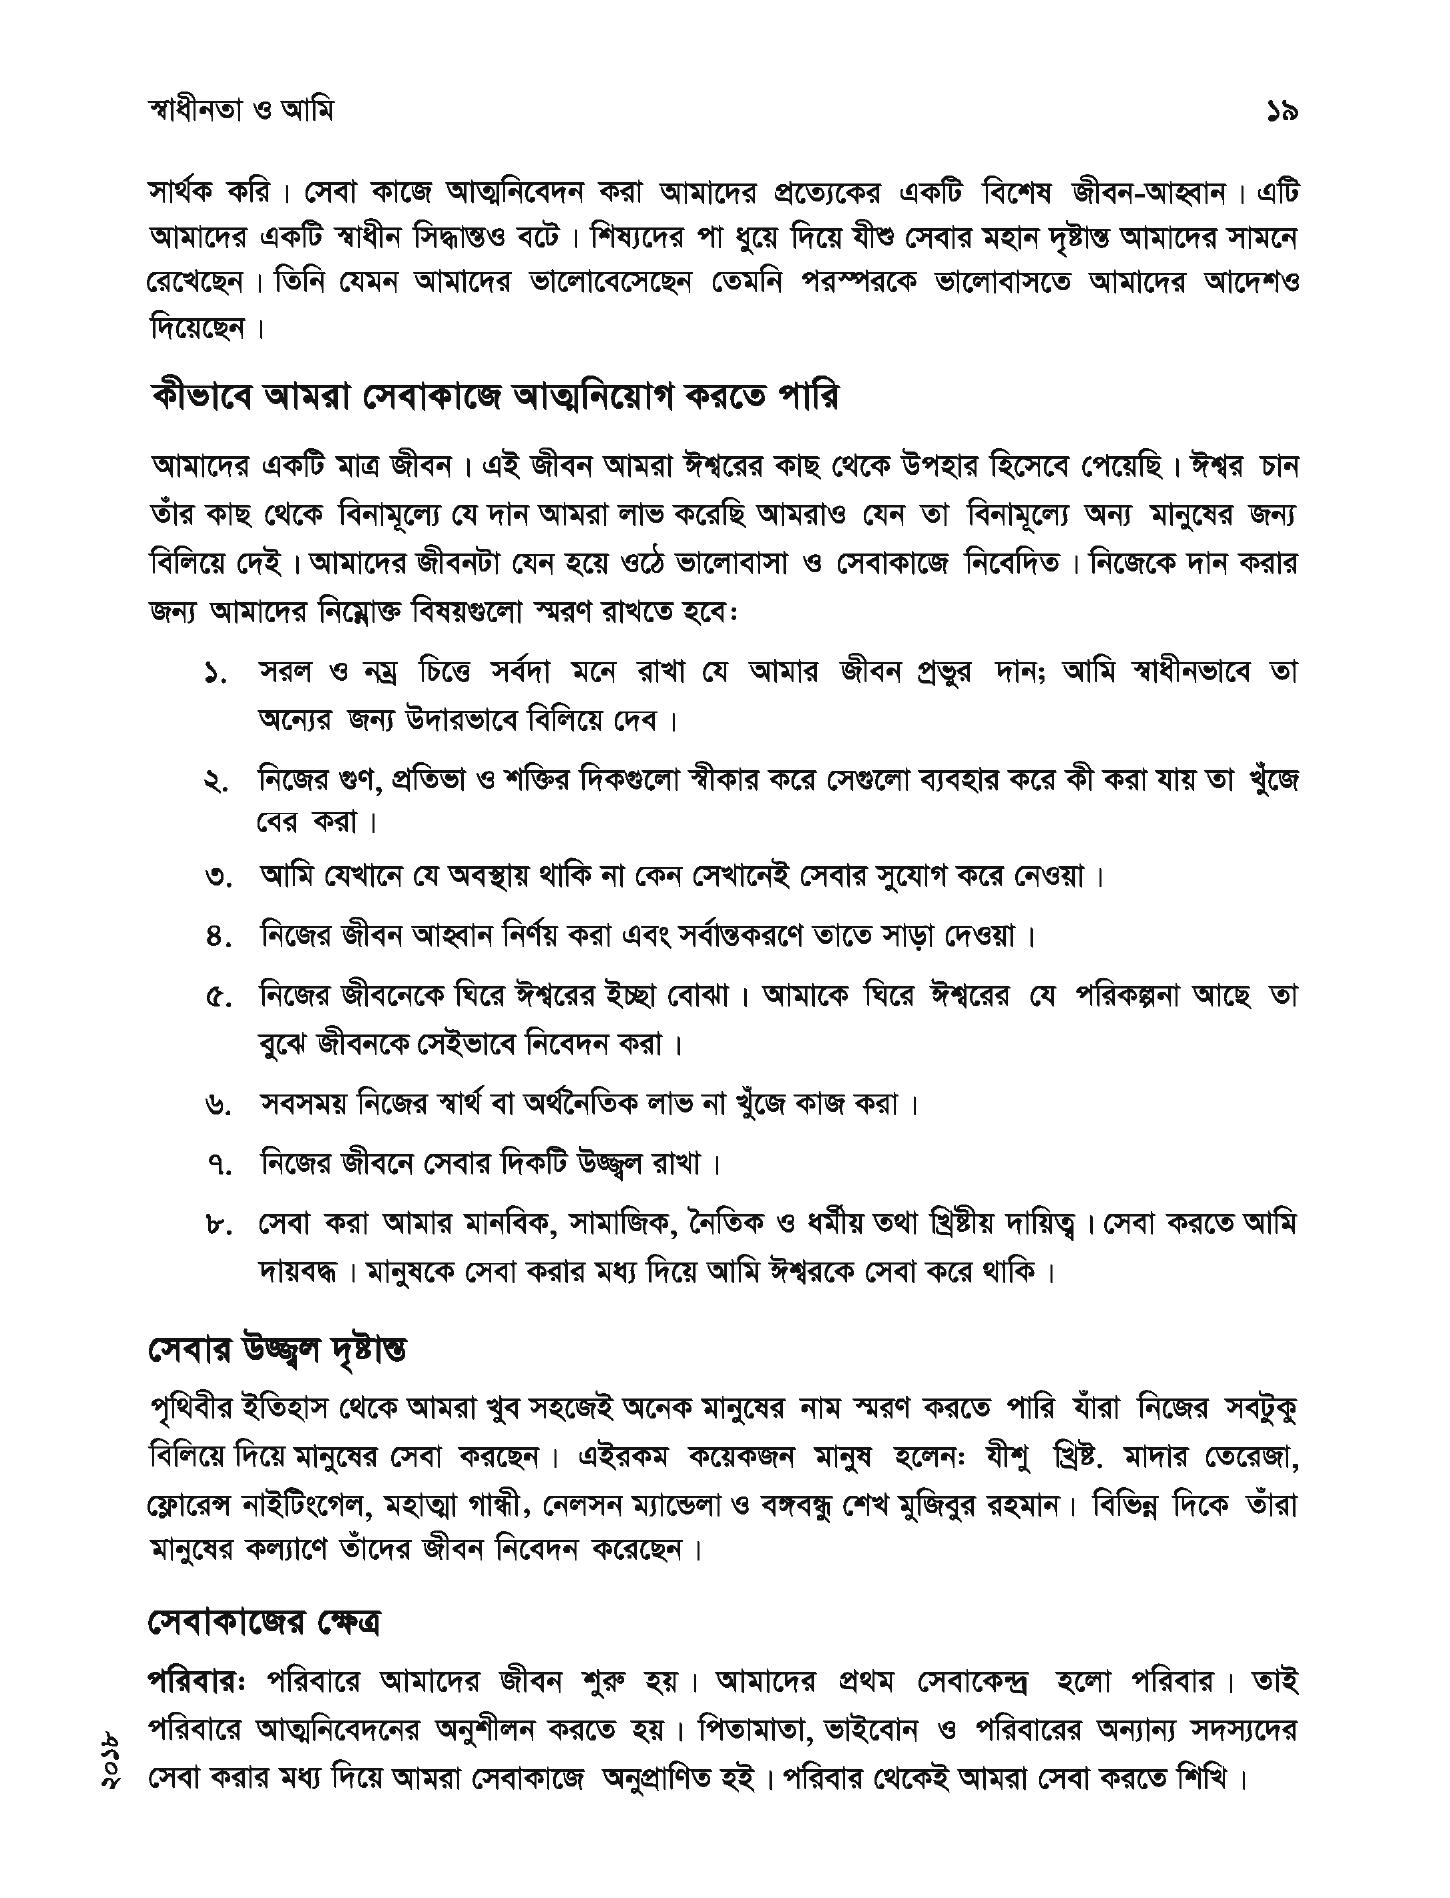 স্বাধীনতা ও আমি ১৯
সার্থক করি। সেবা কাজে আত্মনিবেদন করা আমাদের প্রত্যেকের একটি বিশেষ জীবন-আহ্বান। এটি
আমাদের একটি স্বাধীন সিদ্ধান্তও বটে। শিষ্যদের পা ধুয়ে দিয়ে যীশু সেবার মহান দৃষ্টান্ত আমাদের সামনে
রেখেছেন। তিনি যেমন আমাদের ভালোবেসেছেন তেমনি পরস্পরকে ভালোবাসতে আমাদের আদেশও
দিয়েছেন।
কীভাবে আমরা সেবাকাজে আত্মনিয়োগ করতে পারি
আমাদের একটি মাত্র জীবন। এই জীবন আমরা ঈশ্বরের কাছ থেকে উপহার হিসেবে পেয়েছি। ঈশ্বর চান
তাঁর কাছ থেকে বিনামূল্যে যে দান আমরা লাভ করেছি আমরাও যেন তা বিনামূল্যে অন্য মানুষের জন্য
বিলিয়ে দেই। আমাদের জীবনটা যেন হয়ে ওঠে ভালোবাসা ও সেবাকাজে নিবেদিত। নিজেকে দান করার
জন্য আমাদের নিম্নোক্ত বিষয়গুলো স্মরণ রাখতে হবে:
১. সরল ও নম্র চিত্তে সর্বদা মনে রাখা যে আমার জীবন প্রভুর দান; আমি স্বাধীনভাবে তা
অন্যের জন্য উদারভাবে বিলিয়ে দেব।
২. নিজের গুণ, প্রতিভা ও শক্তির দিকগুলো স্বীকার করে সেগুলো ব্যবহার করে কী করা যায় তা খুঁজে
বের করা।
৩. আমি যেখানে যে অবস্থায় থাকি না কেন সেখানেই সেবার সুযোগ করে নেওয়া।
৪. নিজের জীবন আহ্বান নির্ণয় করা এবং সর্বান্তকরণে তাতে সাড়া দেওয়া।
৫. নিজের জীবনেকে ঘিরে ঈশ্বরের ইচ্ছা বোঝা। আমাকে ঘিরে ঈশ্বরের যে পরিকল্পনা আছে তা
বুঝে জীবনকে সেইভাবে নিবেদন করা।
৬. সবসময় নিজের স্বার্থ বা অর্থনৈতিক লাভ না খুঁজে কাজ করা।
৭. নিজের জীবনে সেবার দিকটি উজ্জ্বল রাখা।
৮. সেবা করা আমার মানবিক, সামাজিক, নৈতিক ও ধর্মীয় তথা খ্রিষ্টীয় দায়িত্ব। সেবা করতে আমি
দায়বদ্ধ। মানুষকে সেবা করার মধ্য দিয়ে আমি ঈশ্বরকে সেবা করে থাকি।
সেবার উজ্জ্বল দৃষ্টান্ত
পৃথিবীর ইতিহাস থেকে আমরা খুব সহজেই অনেক মানুষের নাম স্মরণ করতে পারি যাঁরা নিজের সবটুকু
বিলিয়ে দিয়ে মানুষের সেবা করছেন। এইরকম কয়েকজন মানুষ হলেন: যীশু খ্রিষ্ট. মাদার তেরেজা,
ফ্লোরেন্স নাইটিংগেল, মহাত্মা গান্ধী, নেলসন ম্যান্ডেলা ও বঙ্গবন্ধু শেখ মুজিবুর রহমান। বিভিন্ন দিকে তাঁরা
মানুষের কল্যাণে তাঁদের জীবন নিবেদন করেছেন।
সেবাকাজের ক্ষেত্র
পরিবার: পরিবারে আমাদের জীবন শুরু হয়। আমাদের প্রথম সেবাকেন্দ্র হলো পরিবার। তাই
পরিবারে আত্মনিবেদনের অনুশীলন করতে হয়। পিতামাতা, ভাইবোন ও পরিবারের অন্যান্য সদস্যদের
সেবা করার মধ্য দিয়ে আমরা সেবাকাজে অনুপ্রাণিত হই। পরিবার থেকেই আমরা সেবা করতে শিখি।
২০১৮